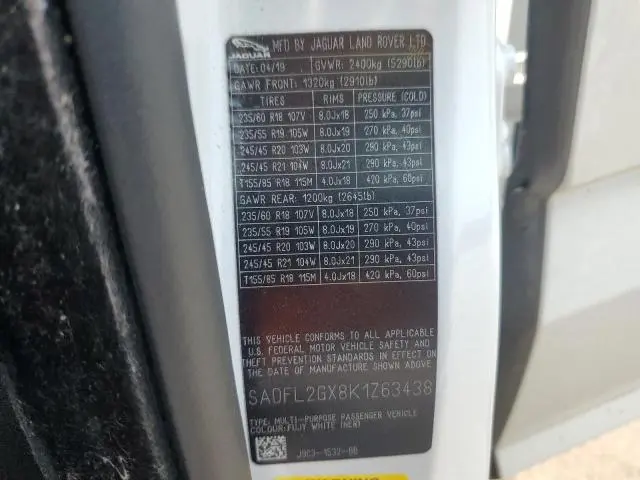 JAGUAR MFD BY JAGUAR LAND ROVER LTD
DATE: 04/19 GVWR: 2400kg (5290lb)
GAWR FRONT: 1320kg (2910lb)
TIRES RIMS PRESSURE (COLD)
235/60 R18 107V 8.0Jx18 250 kPa, 37psi
235/55 R19 105W 8.0Jx19 270 kPa, 40psi
245/45 R20 103W 8.0Jx20 290 kPa, 43psi
245/45 R21 104W 8.0Jx21 290 kPa, 43psi
T155/85 R18 115M 4.0Jx18 420 kPa, 60psi
GAWR REAR: 1200kg (2645lb)
235/60 R18 107V 8.0Jx18 250 kPa, 37psi
235/55 R19 105W 8.0Jx19 270 kPa, 40psi
245/45 R20 103W 8.0Jx20 290 kPa, 43psi
245/45 R21 104W 8.0Jx21 290 kPa, 43psi
T155/85 R18 115M 4.0Jx18 420 kPa, 60psi
THIS VEHICLE CONFORMS TO ALL APPLICABLE
U.S. FEDERAL MOTOR VEHICLE SAFETY AND
THEFT PREVENTION STANDARDS IN EFFECT ON THE
DATE OF MANUFACTURE SHOWN ABOVE.
SADFL2GX8K1Z63438
TYPE: MULTI-PURPOSE PASSENGER VEHICLE
COLOUR: FUJI WHITE (NER)
J9C3-1532-BB
WARNING